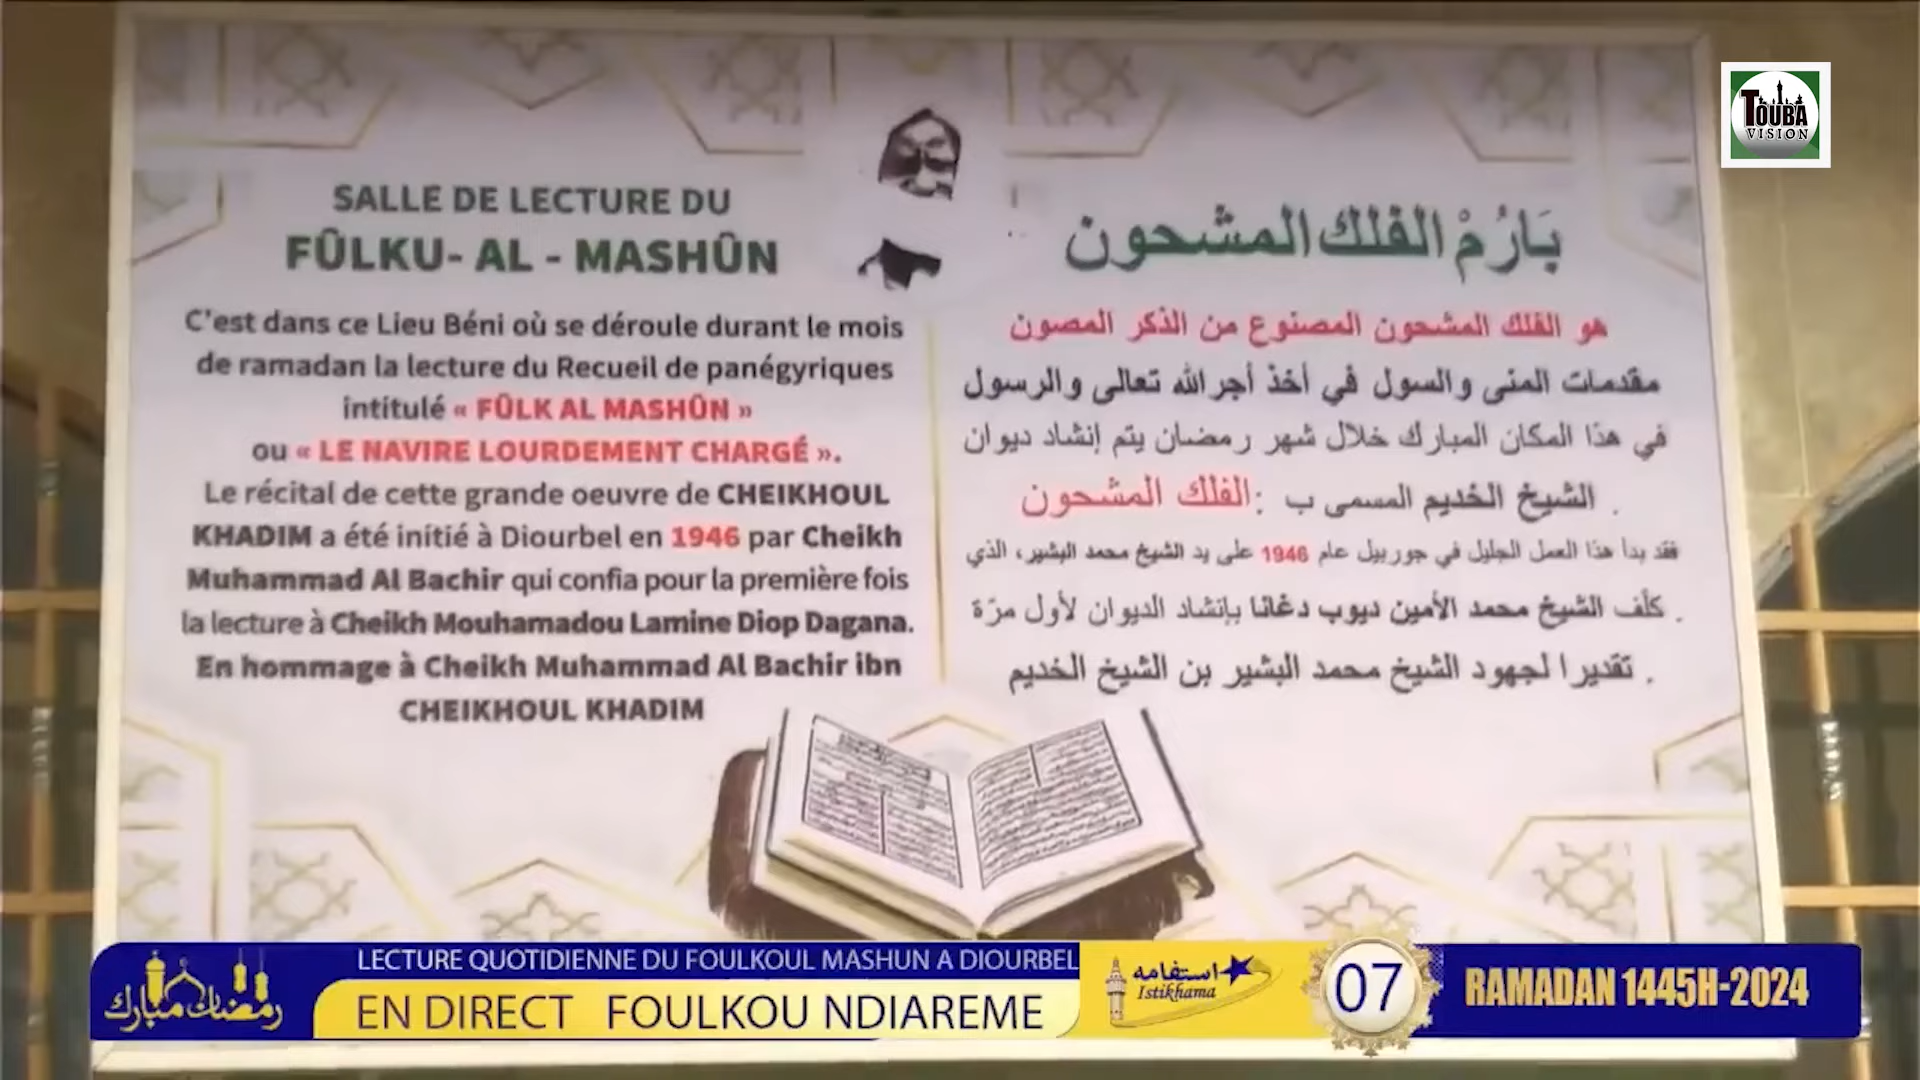 SALLE DE LECTURE DU
FÛLKU- AL - MASHÛN
C'est dans ce Lieu Béni où se déroule durant le mois
de ramadan la lecture du Recueil de panégyriques
intitulé « FÛLK AL MASHÛN »
ou « LE NAVIRE LOURDEMENT CHARGÉ ».
Le récital de cette grande oeuvre de CHEIKHOUL
KHADIM a été initié à Diourbel en 1946 par Cheikh
Muhammad Al Bachir qui confia pour la première fois
la lecture à Cheikh Mouhamadou Lamine Diop Dagana.
En hommage à Cheikh Muhammad Al Bachir ibn
CHEIKHOUL KHADIM
بَارُمْ الفلك المشحون
هو الفلك المشحون المصنوع من الذكر المصون
مقدمات المنى والسول في أخذ أجر الله تعالى والرسول
في هذا المكان المبارك خلال شهر رمضان يتم إنشاد ديوان
الشيخ الخديم المسمى ب : الفلك المشحون .
فقد بدأ هذا العمل الجليل في جوربيل عام 1946 على يد الشيخ محمد البشير، الذي
كلّف الشيخ محمد الأمين ديوب دغانا بإنشاد الديوان لأول مرّة .
تقديرا لجهود الشيخ محمد البشير بن الشيخ الخديم .
TOUBA
VISION
رمضان مبارك
LECTURE QUOTIDIENNE DU FOULKOUL MASHUN A DIOURBEL
EN DIRECT FOULKOU NDIAREME
استقامه
Istikhama
07
RAMADAN 1445H-2024